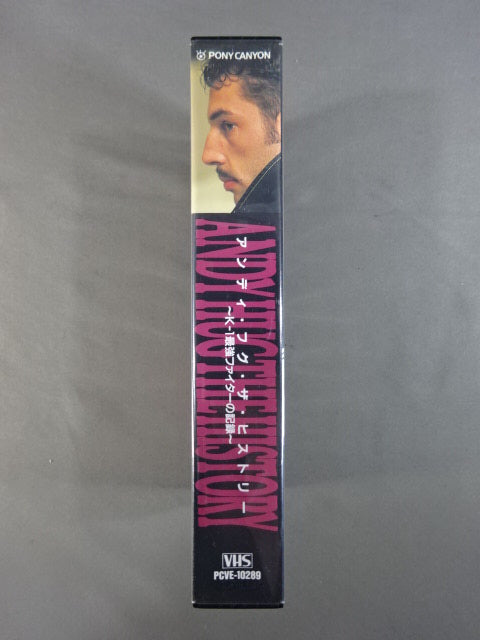 PONY CANYON
ANDY HUG THE HISTORY
アンディ・フグ・ザ・ヒストリー
〜K-1最強ファイターの記録〜
VHS
PCVE-10289